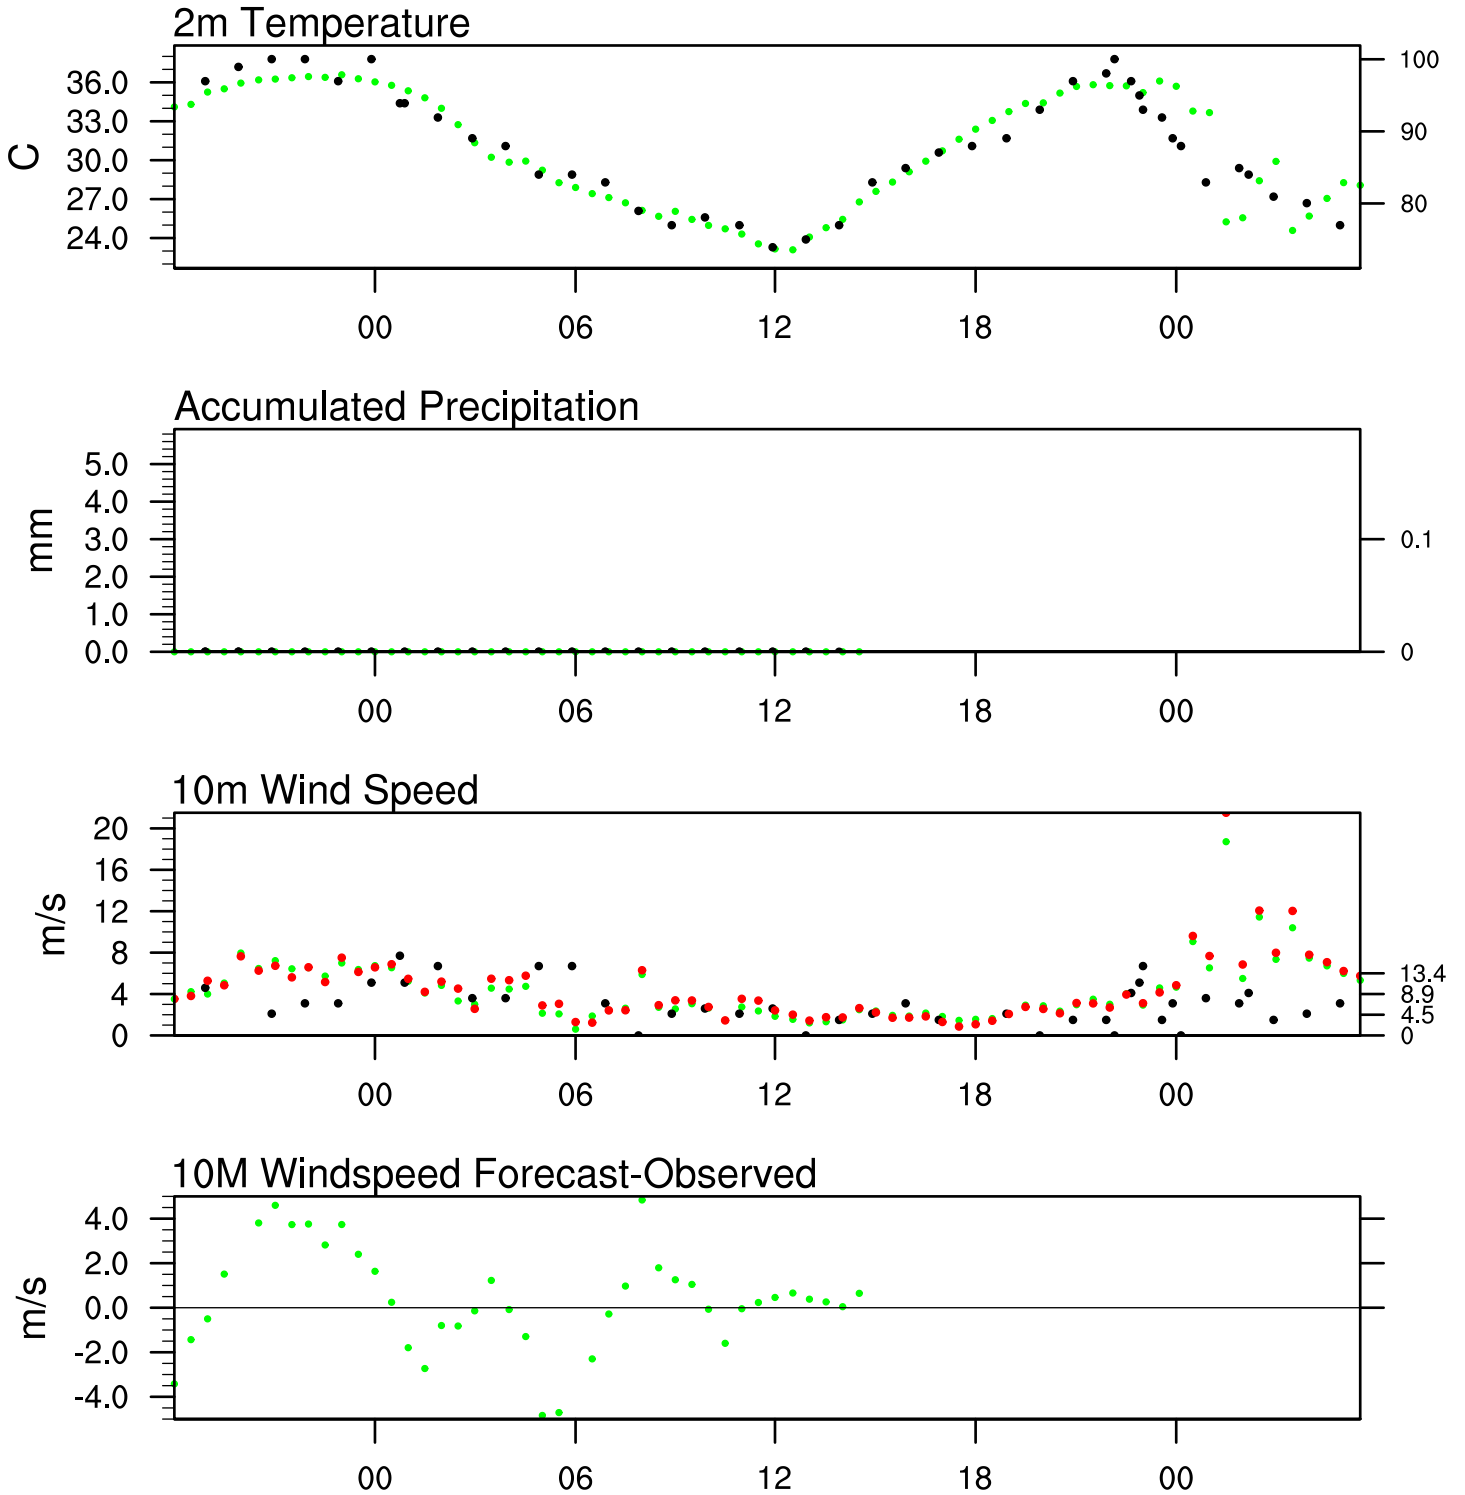 2m Temperature
36.0
33.0
30.0
27.0
24.0
C
100
90
80
00 06 12 18 00
Accumulated Precipitation
5.0
4.0
3.0
2.0
1.0
0.0
mm
0.1
0
00 06 12 18 00
10m Wind Speed
20
16
12
8
4
0
m/s
13.4
8.9
4.5
0
00 06 12 18 00
10M Windspeed Forecast-Observed
4.0
2.0
0.0
-2.0
-4.0
m/s
00 06 12 18 00